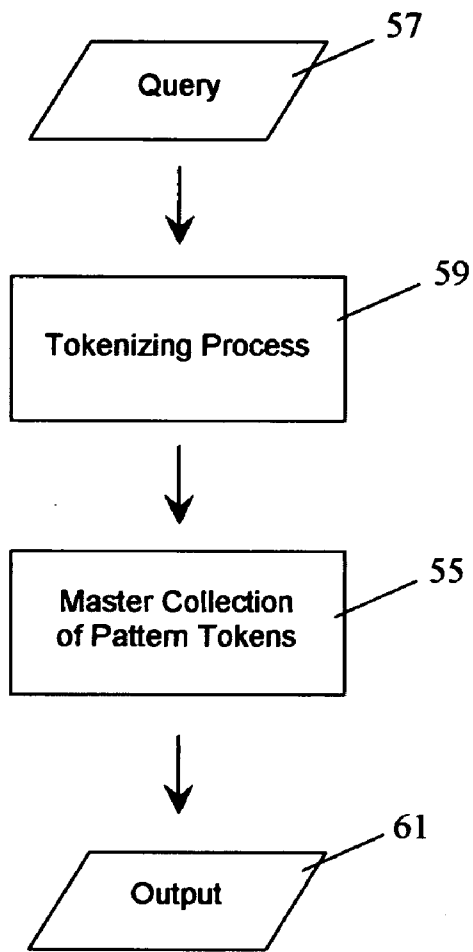 57
Query
59
Tokenizing Process
55
Master Collection
of Pattern Tokens
61
Output